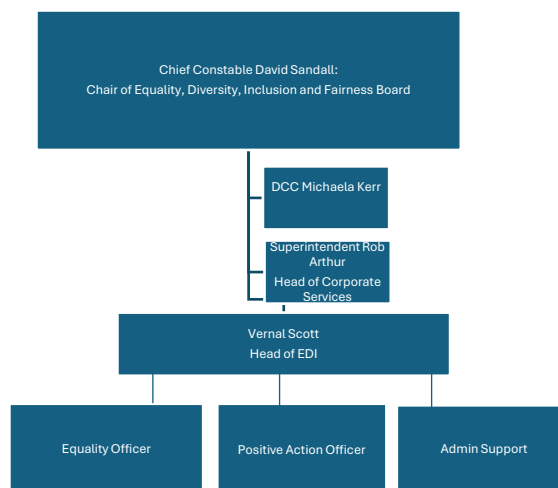 Chief Constable David Sandall:
Chair of Equality, Diversity, Inclusion and Fairness Board
DCC Michaela Kerr
Superintendent Rob
Arthur
Head of Corporate
Services
Vernal Scott
Head of EDI
Equality Officer
Positive Action Officer
Admin Support